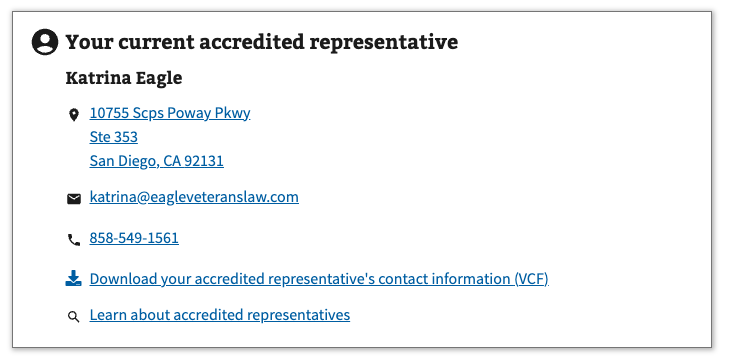 Your current accredited representative
Katrina Eagle
10755 Scps Poway Pkwy
Ste 353
San Diego, CA 92131
katrina@eagleveteranslaw.com
858-549-1561
Download your accredited representative's contact information (VCF)
Learn about accredited representatives